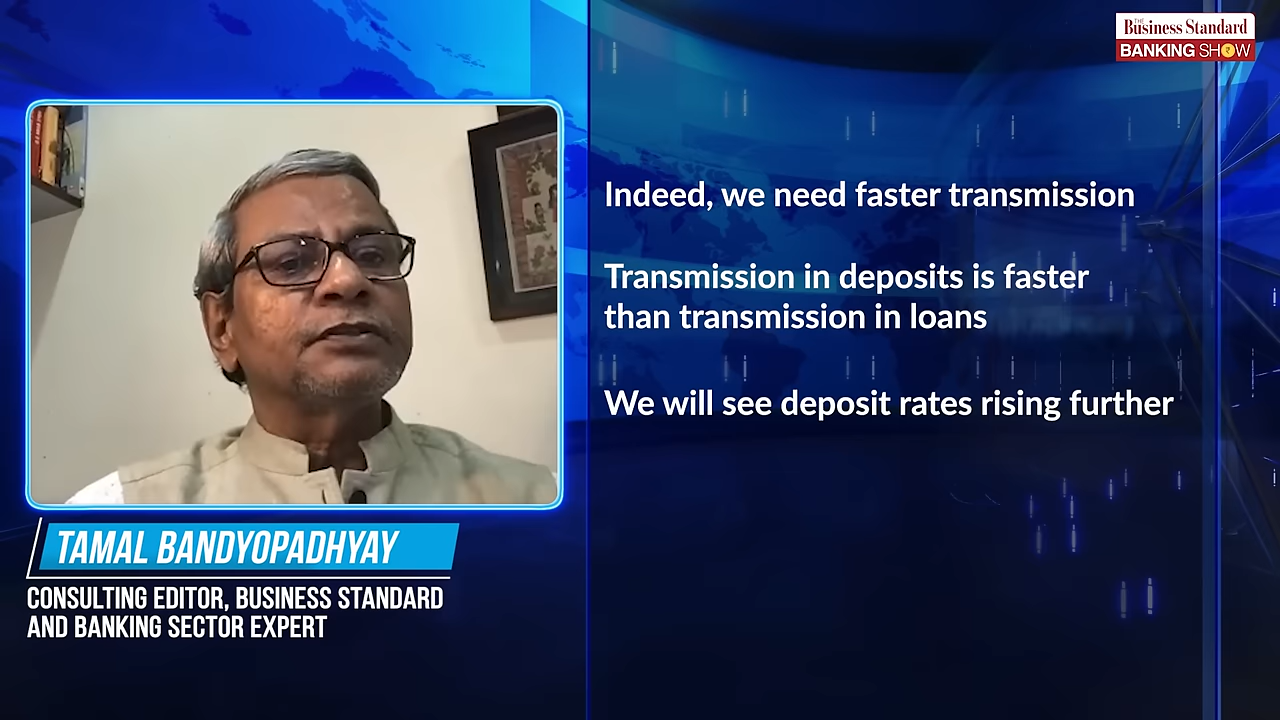 THE
Business Standard
BANKING SHOW
Indeed, we need faster transmission
Transmission in deposits is faster
than transmission in loans
We will see deposit rates rising further
TAMAL BANDYOPADHYAY
CONSULTING EDITOR, BUSINESS STANDARD
AND BANKING SECTOR EXPERT